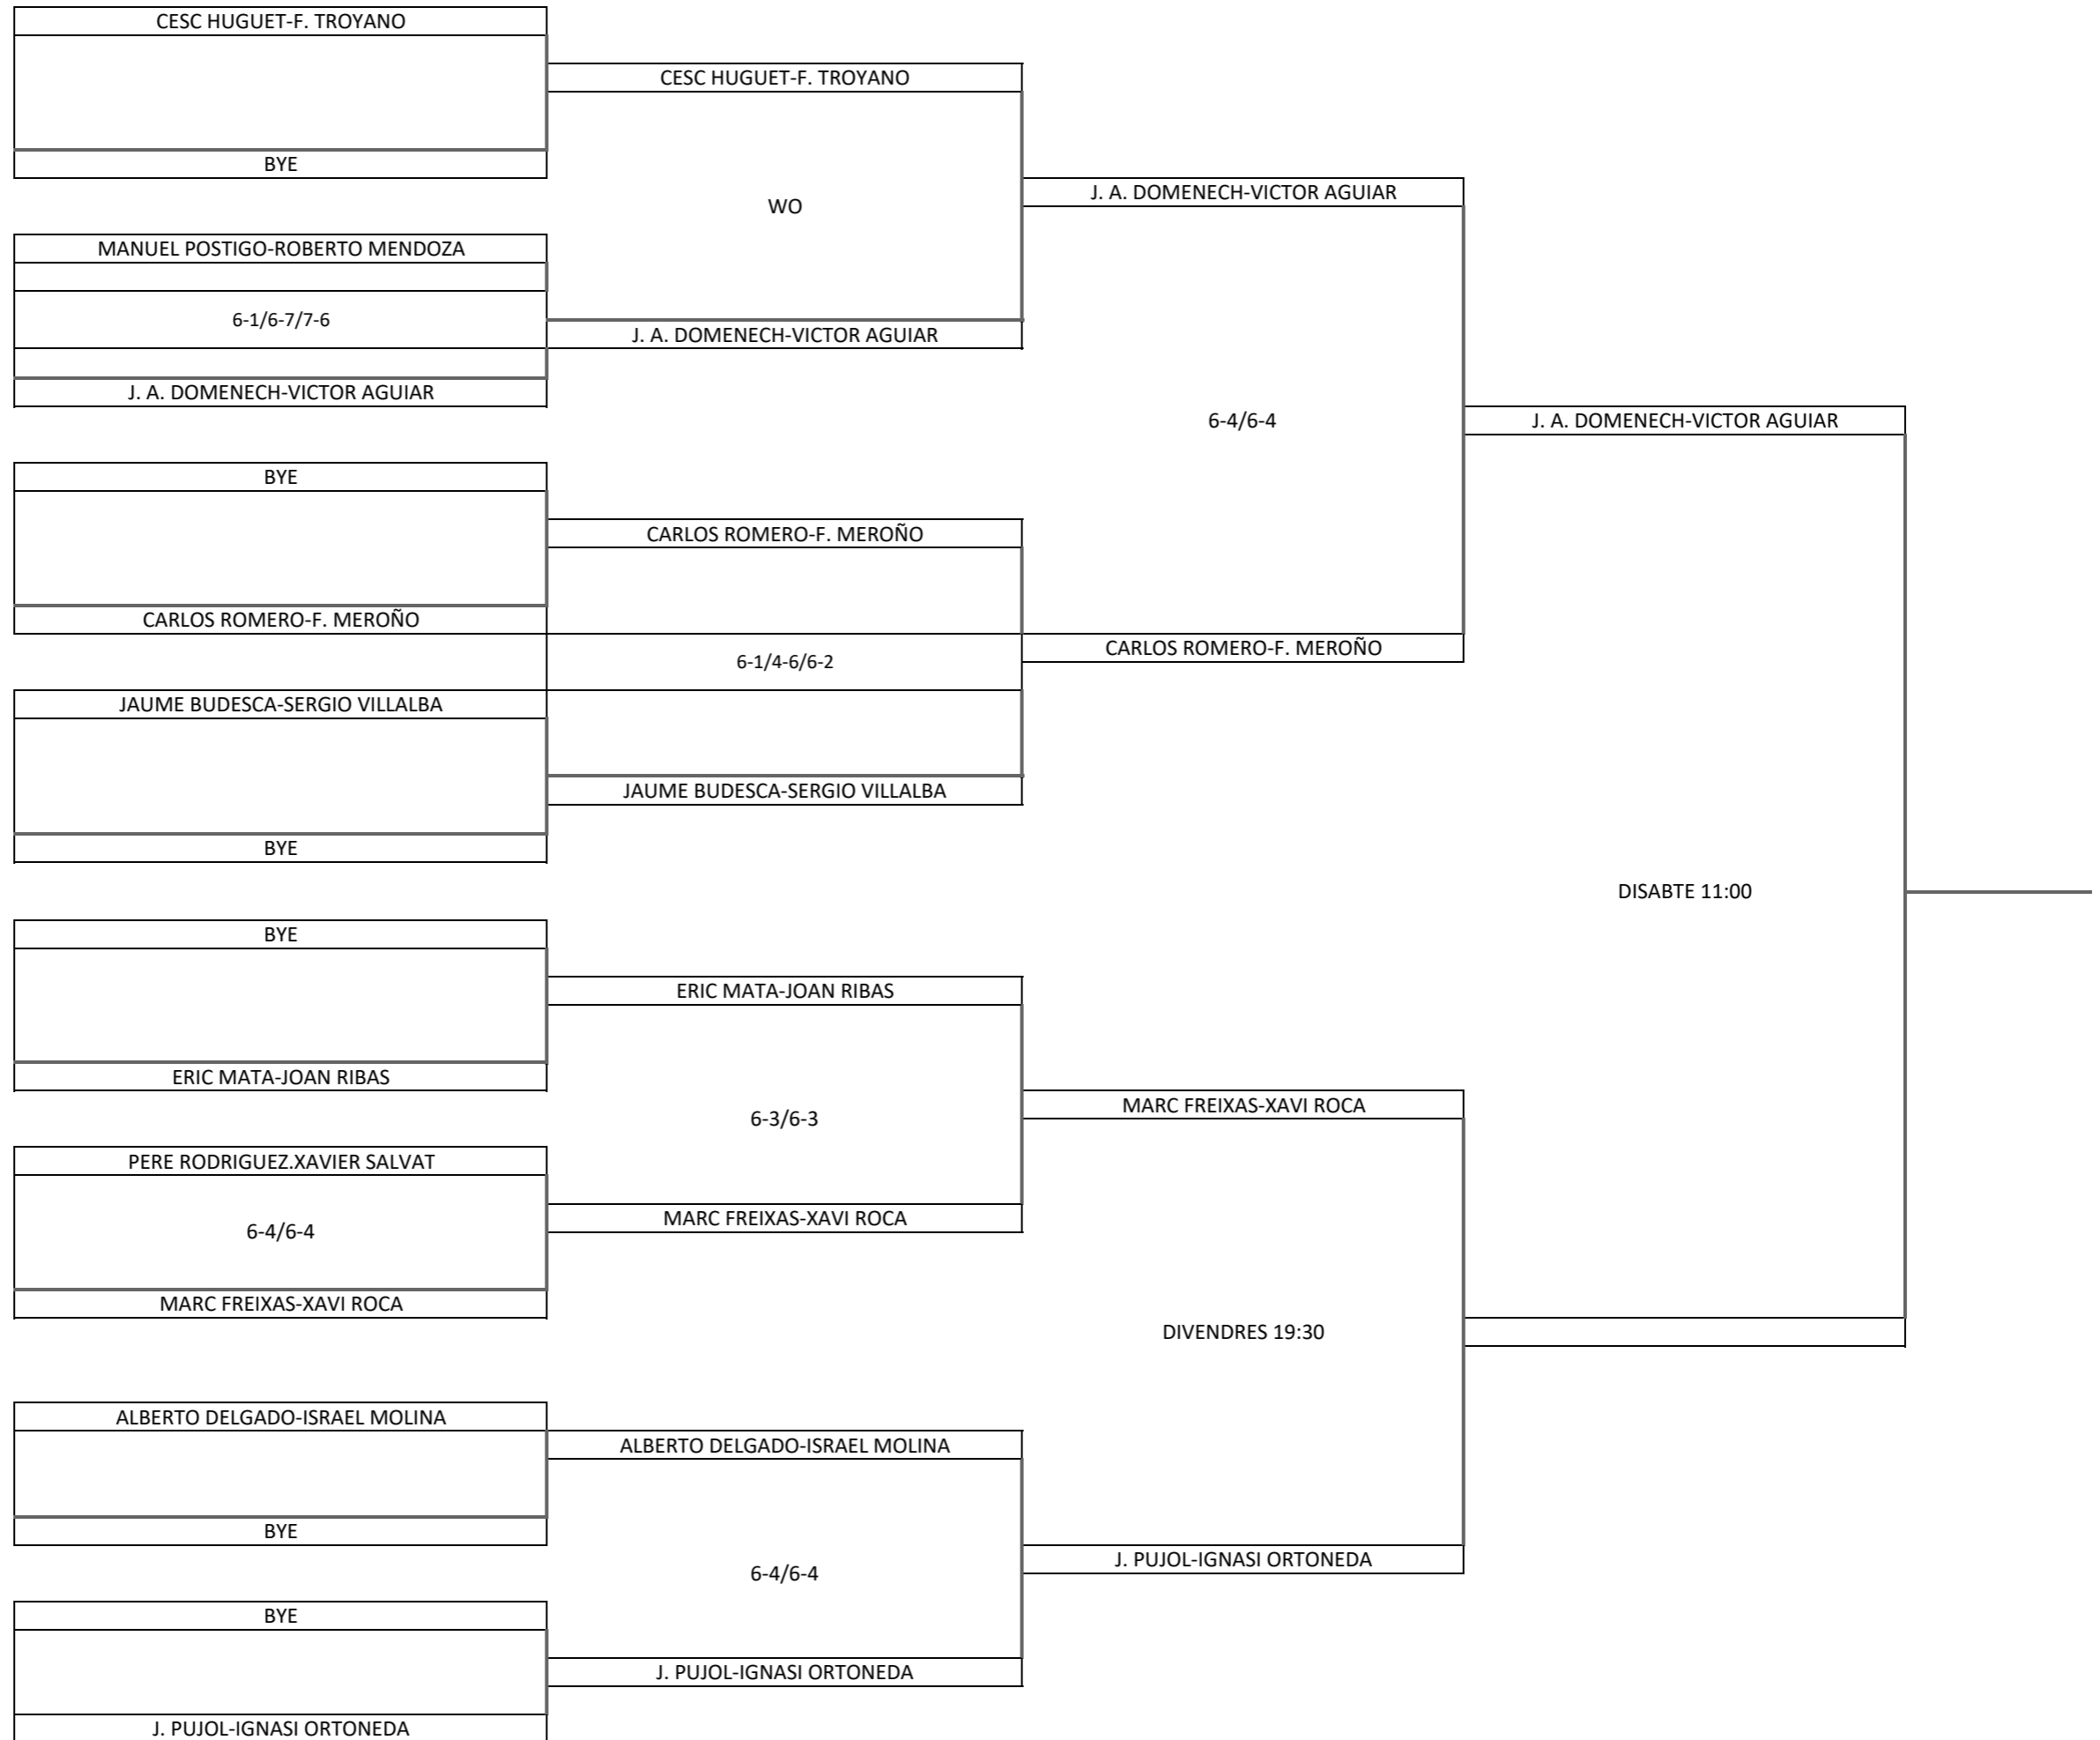 CESC HUGUET-F. TROYANO
CESC HUGUET-F. TROYANO
BYE
J. A. DOMENECH-VICTOR AGUIAR
WO
MANUEL POSTIGO-ROBERTO MENDOZA
6-1/6-7/7-6
J. A. DOMENECH-VICTOR AGUIAR
J. A. DOMENECH-VICTOR AGUIAR
6-4/6-4
J. A. DOMENECH-VICTOR AGUIAR
BYE
CARLOS ROMERO-F. MEROÑO
CARLOS ROMERO-F. MEROÑO
CARLOS ROMERO-F. MEROÑO
6-1/4-6/6-2
JAUME BUDESCA-SERGIO VILLALBA
JAUME BUDESCA-SERGIO VILLALBA
BYE
DISABTE 11:00
BYE
ERIC MATA-JOAN RIBAS
ERIC MATA-JOAN RIBAS
MARC FREIXAS-XAVI ROCA
6-3/6-3
PERE RODRIGUEZ.XAVIER SALVAT
MARC FREIXAS-XAVI ROCA
6-4/6-4
MARC FREIXAS-XAVI ROCA
DIVENDRES 19:30
ALBERTO DELGADO-ISRAEL MOLINA
ALBERTO DELGADO-ISRAEL MOLINA
BYE
J. PUJOL-IGNASI ORTONEDA
6-4/6-4
BYE
J. PUJOL-IGNASI ORTONEDA
J. PUJOL-IGNASI ORTONEDA